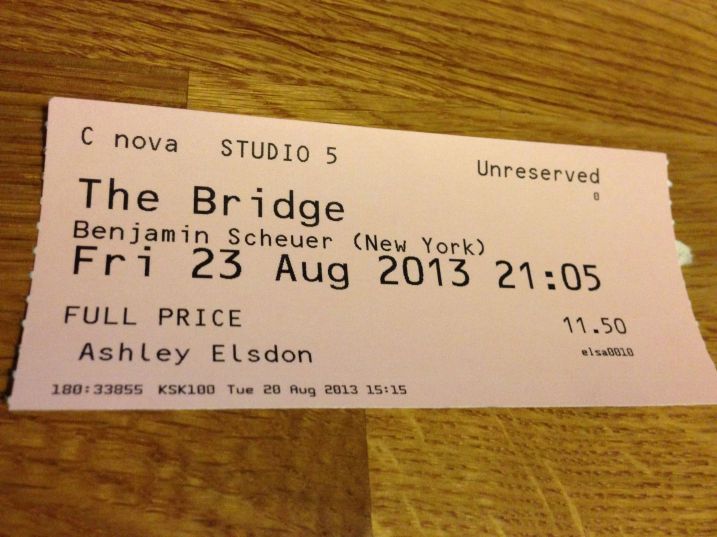 C nova STUDIO 5
Unreserved
0
The Bridge
Benjamin Scheuer (New York)
Fri 23 Aug 2013 21:05
FULL PRICE 11.50
Ashley Elsdon elsa0010
180:33855 KSK100 Tue 20 Aug 2013 15:15